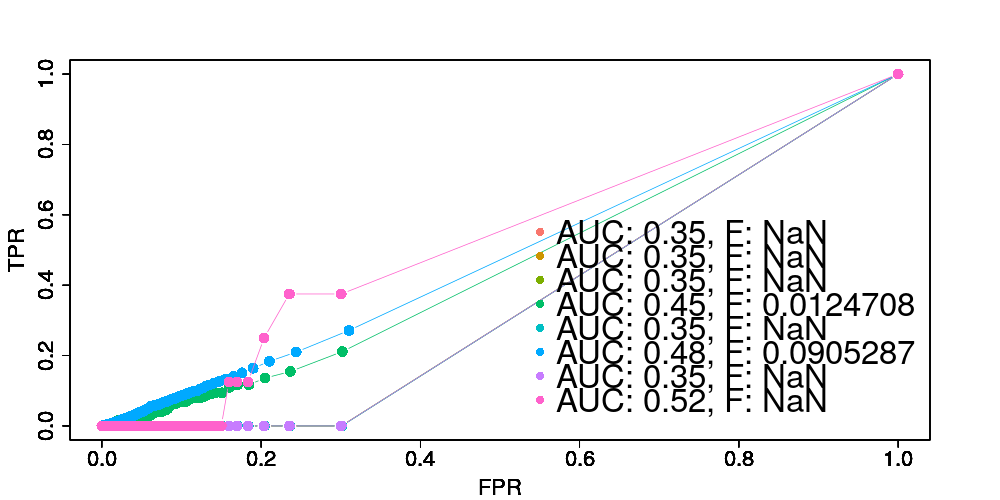 TPR
1.0
0.8
0.6
0.4
0.2
0.0
AUC: 0.35, F: NaN
AUC: 0.35, F: NaN
AUC: 0.35, F: NaN
AUC: 0.45, F: 0.0124708
AUC: 0.35, F: NaN
AUC: 0.48, F: 0.0905287
AUC: 0.35, F: NaN
AUC: 0.52, F: NaN
0.0 0.2 0.4 0.6 0.8 1.0
FPR